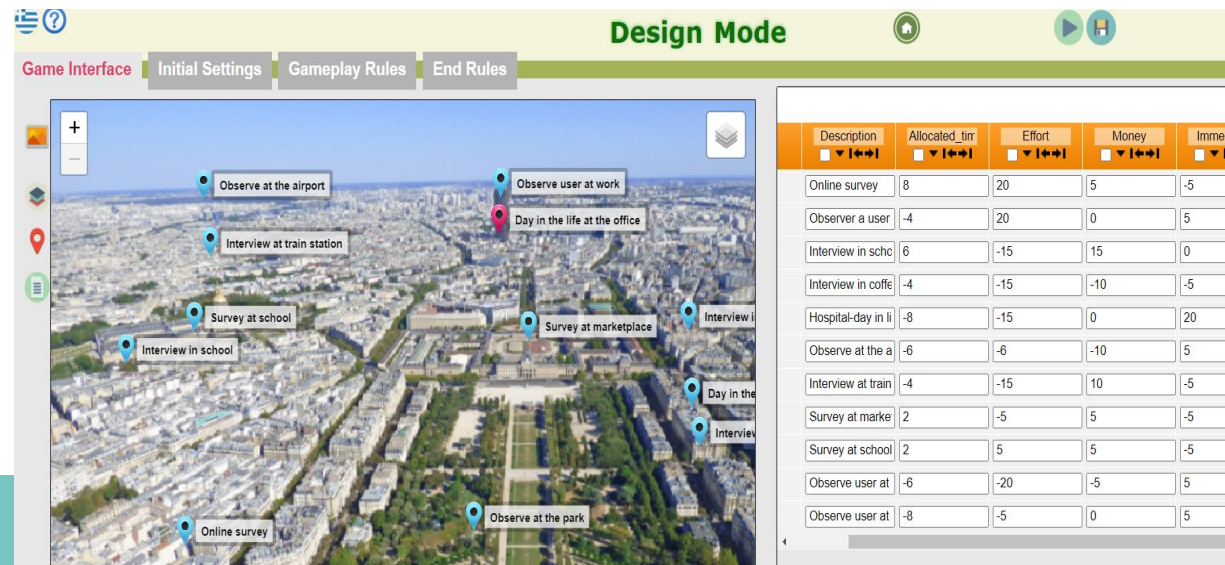 Design Mode
Game Interface
Initial Settings
Gameplay Rules
End Rules
+
−
Observe at the airport
Observe user at work
Day in the life at the office
Interview at train station
Survey at school
Survey at marketplace
Interview i
Interview in school
Day in the
Interview
Online survey
Observe at the park
Description Allocated_tim Effort Money Imme
Online survey 8 20 5 -5
Observer a user -4 20 0 5
Interview in scho 6 -15 15 0
Interview in coffe -4 -15 -10 -5
Hospital-day in li -8 -15 0 20
Observe at the a -6 -6 -10 5
Interview at train -4 -15 10 -5
Survey at marke 2 -5 5 -5
Survey at school 2 5 5 -5
Observe user at -6 -20 -5 5
Observe user at -8 -5 0 5